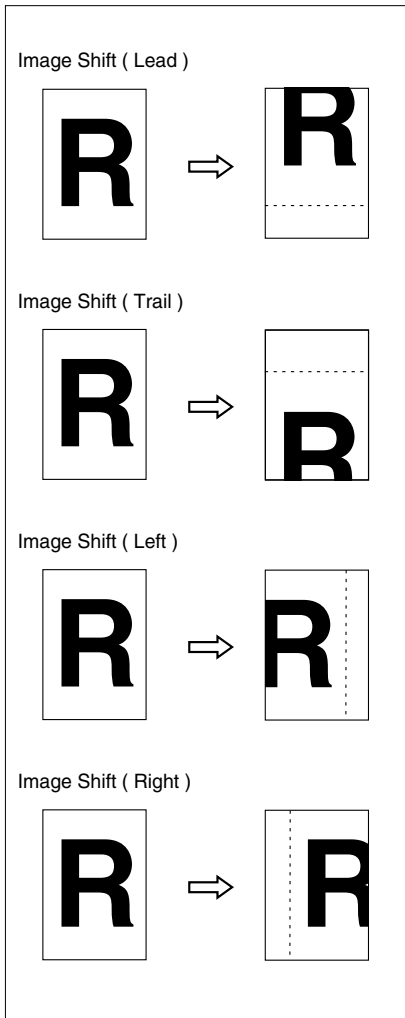 Image Shift ( Lead )
R R
Image Shift ( Trail )
R R
Image Shift ( Left )
R R
Image Shift ( Right )
R R